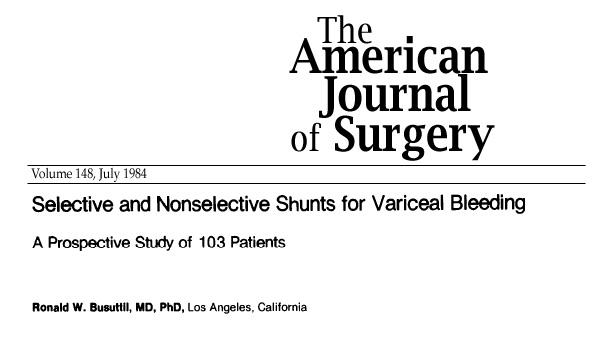 The
American
Journal
of Surgery
Volume 148, July 1984
Selective and Nonselective Shunts for Variceal Bleeding
A Prospective Study of 103 Patients
Ronald W. Busuttil, MD, PhD, Los Angeles, California